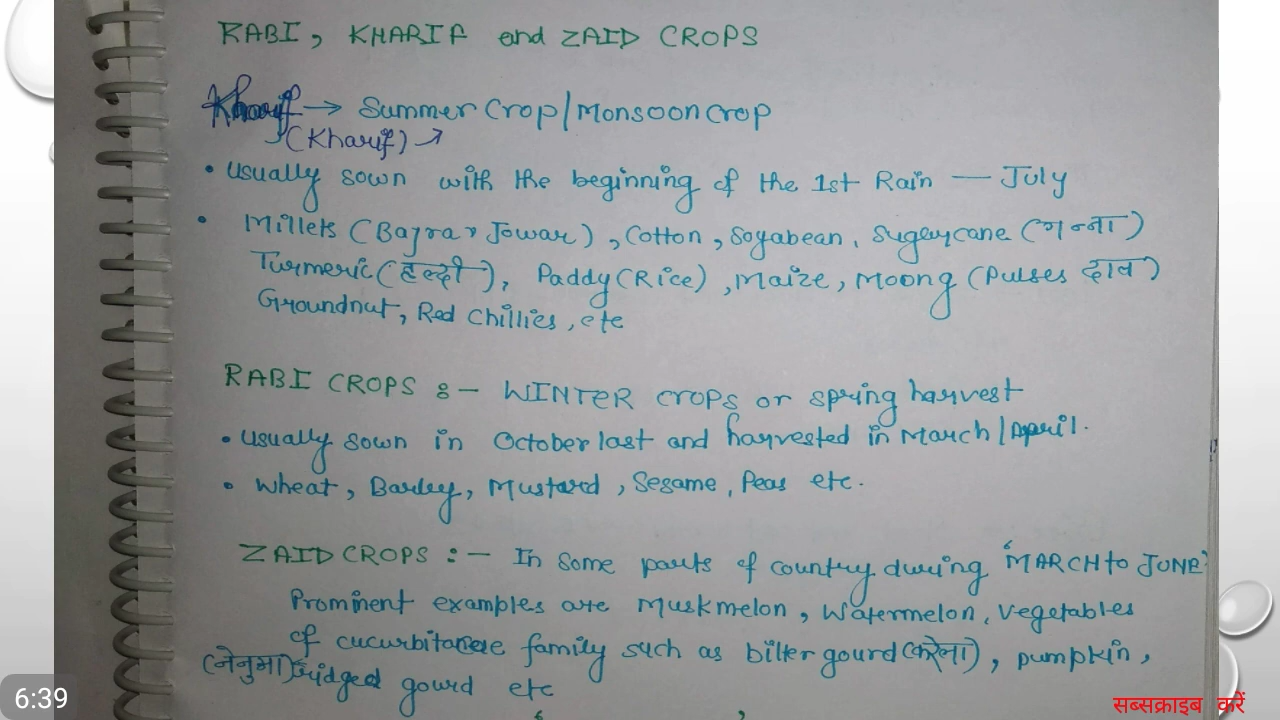 RABI, KHARIF and ZAID CROPS
Kharif → Summer Crop/Monsoon crop
(Kharif) →
• Usually sown with the beginning of the 1st Rain — July
• Millets (Bajra, Jowar), Cotton, Soyabean, Sugarycane (गन्ना)
Turmeric (हल्दी), Paddy (Rice), Maize, Moong (Pulses दाल)
Groundnut, Red Chillies, etc
RABI CROPS :- WINTER CROPS or spring harvest
• Usually sown in October last and harvested in March/April.
• Wheat, Barley, Mustard, Sesame, Peas etc.
ZAID CROPS :- In Some parts of country during 'MARCH to JUNE'
Prominent examples are Muskmelon, Watermelon, Vegetables
of cucurbitaceae family such as bitter gourd (करेला), pumpkin,
(नेनुआ) ridged gourd etc
6:39
सब्सक्राइब करें